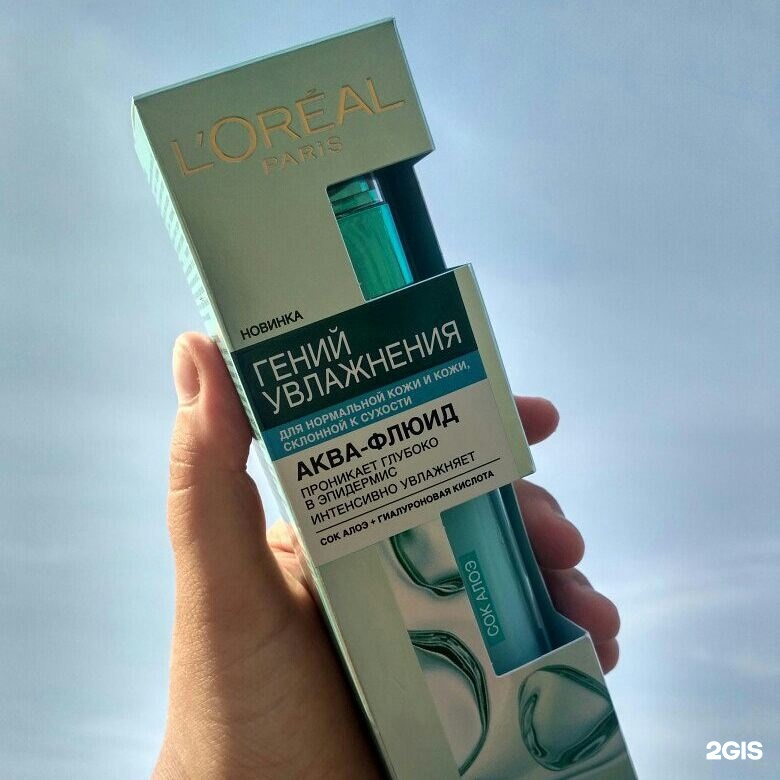 L'ORÉAL
PARIS
НОВИНКА
ГЕНИЙ
УВЛАЖНЕНИЯ
ДЛЯ НОРМАЛЬНОЙ КОЖИ И КОЖИ,
СКЛОННОЙ К СУХОСТИ
АКВА-ФЛЮИД
ПРОНИКАЕТ ГЛУБОКО
В ЭПИДЕРМИС
ИНТЕНСИВНО УВЛАЖНЯЕТ
СОК АЛОЭ + ГИАЛУРОНОВАЯ КИСЛОТА
СОК АЛОЭ
2GIS